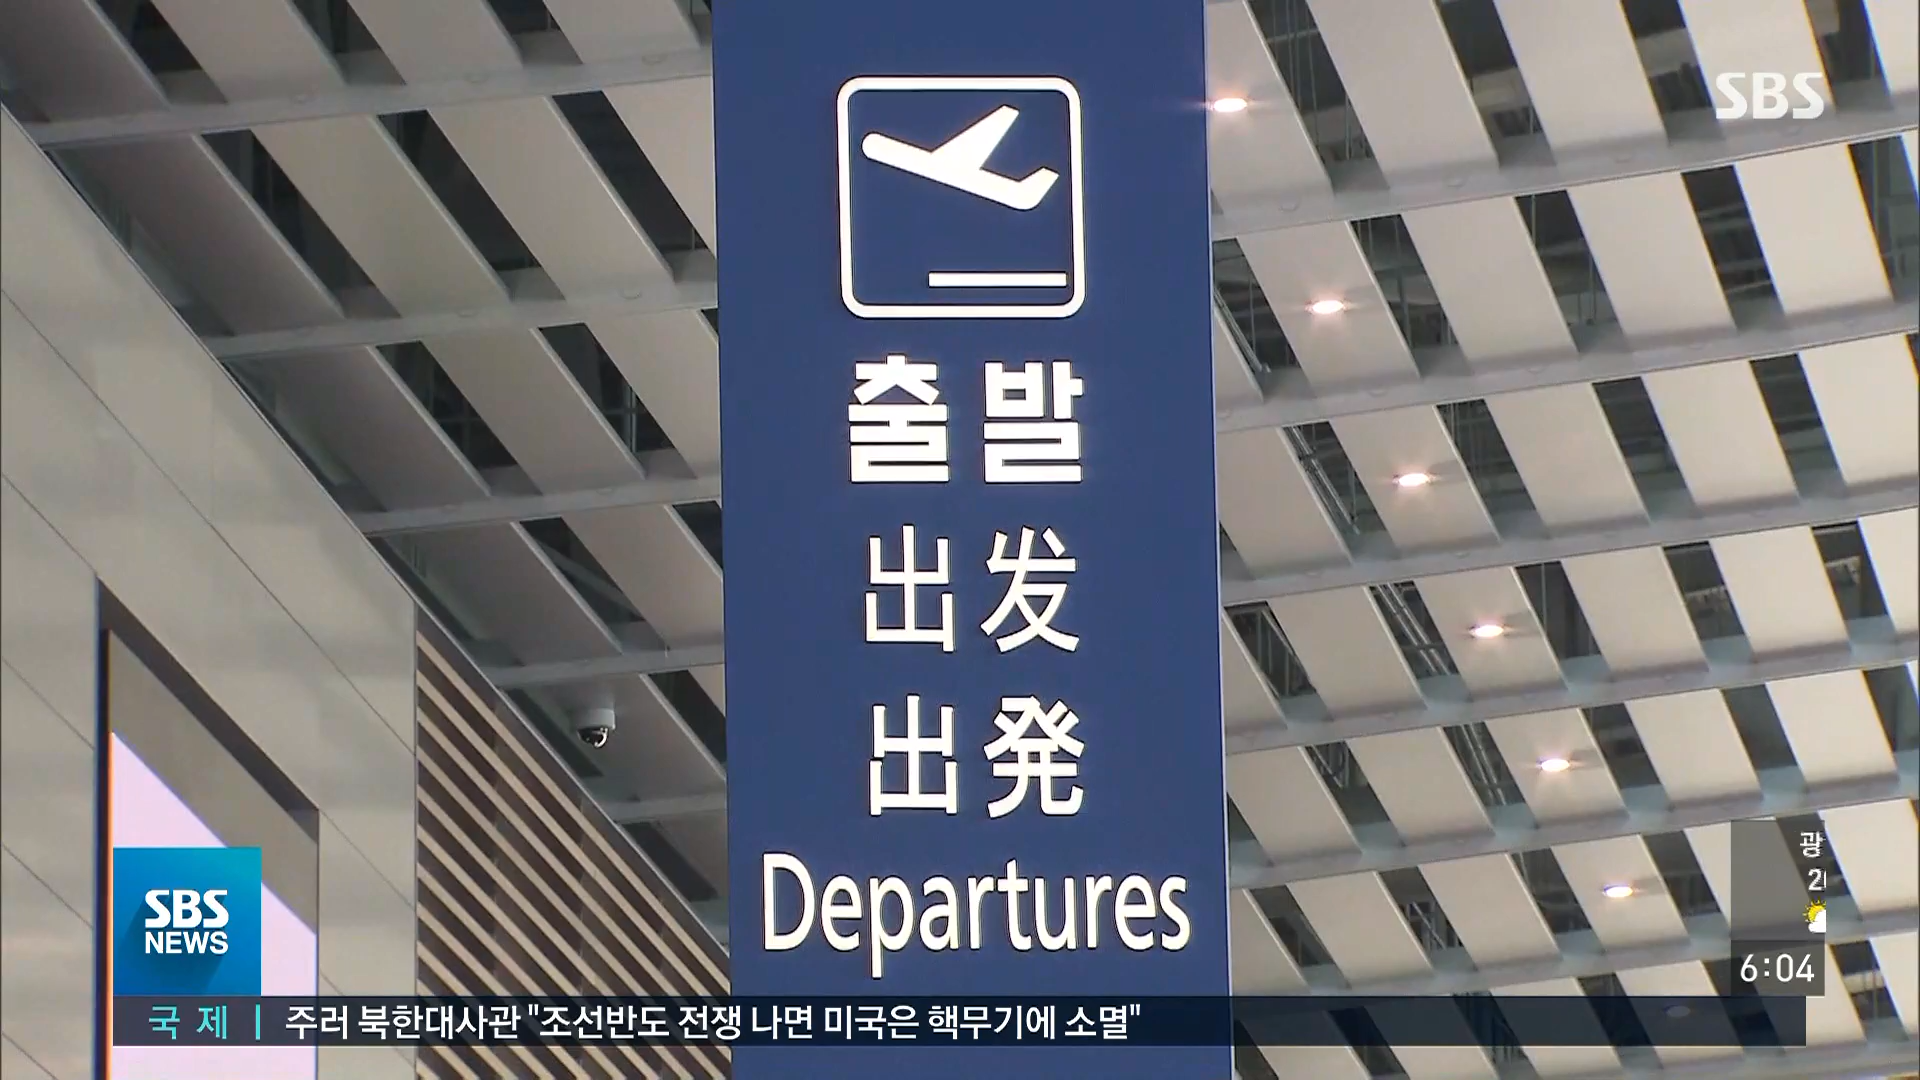 SBS
출발
出发
出発
Departures
SBS
NEWS
6:04
국제 | 주러 북한대사관 "조선반도 전쟁 나면 미국은 핵무기에 소멸"